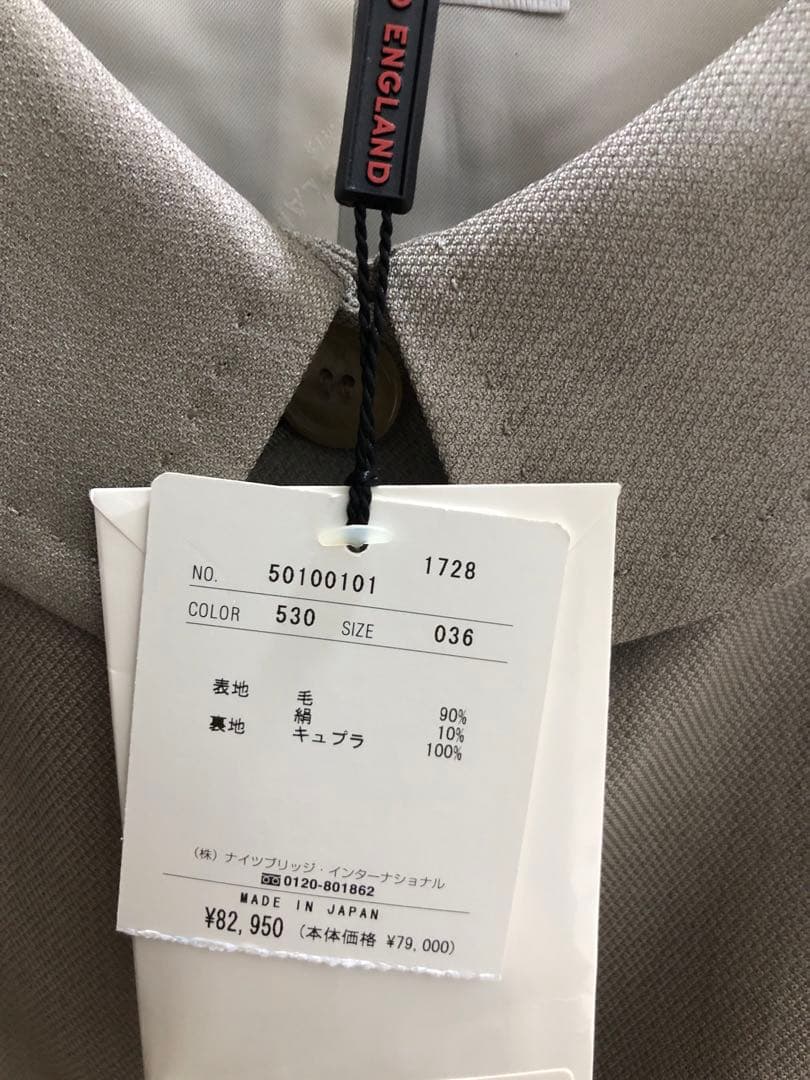 ENGLAND
NO. 50100101 1728
COLOR 530 SIZE 036
表地 毛 90%
絹 10%
裏地 キュプラ 100%
(株)ナイツブリッジ・インターナショナル
0120-801862
MADE IN JAPAN
¥82,950 (本体価格 ¥79,000)